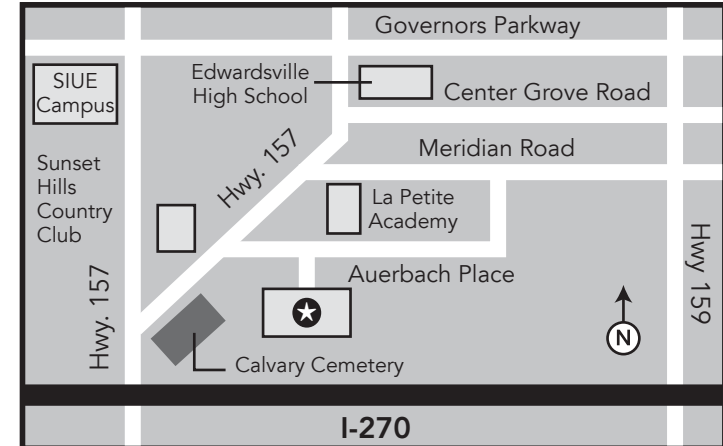 Governors Parkway
SIUE
Campus
Edwardsville
High School
Center Grove Road
Hwy. 157
Meridian Road
Sunset
Hills
Country
Club
La Petite
Academy
Hwy. 157
Auerbach Place
Hwy 159
N
Calvary Cemetery
I-270